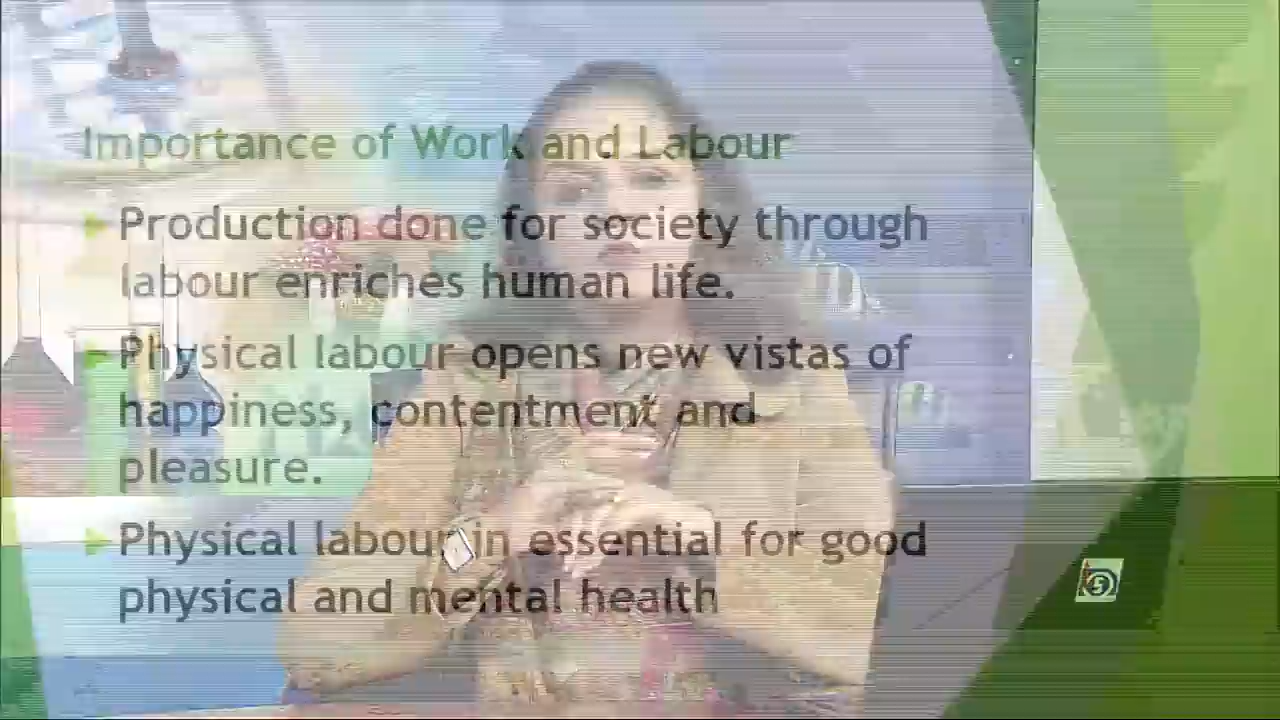 Importance of Work and Labour
Production done for society through
labour enriches human life.
Physical labour opens new vistas of
happiness, contentment and
pleasure.
Physical labour in essential for good
physical and mental health